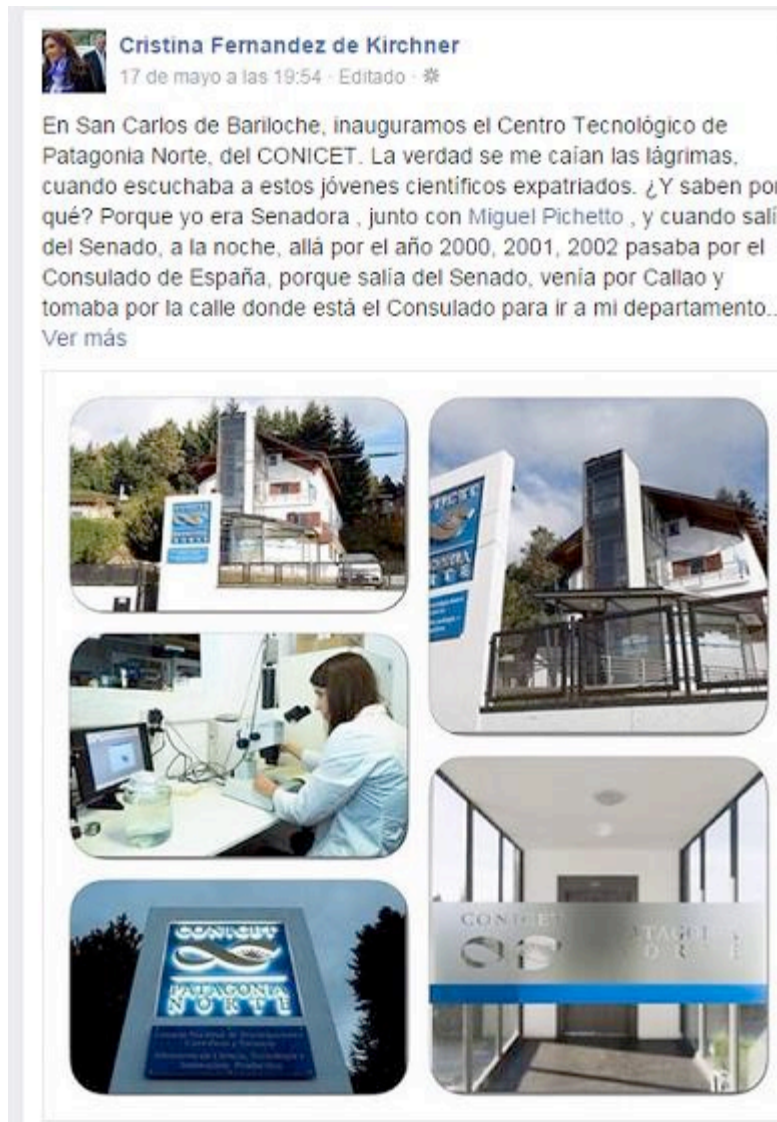 Cristina Fernandez de Kirchner
17 de mayo a las 19:54 · Editado ·
En San Carlos de Bariloche, inauguramos el Centro Tecnológico de
Patagonia Norte, del CONICET. La verdad se me caían las lágrimas,
cuando escuchaba a estos jóvenes científicos expatriados. ¿Y saben por
qué? Porque yo era Senadora , junto con Miguel Pichetto , y cuando salí
del Senado, a la noche, allá por el año 2000, 2001, 2002 pasaba por el
Consulado de España, porque salía del Senado, venía por Callao y
tomaba por la calle donde está el Consulado para ir a mi departamento..
Ver más
CONICET
PATAGONIA
NORTE
CONICET
PATAGONIA
NORTE